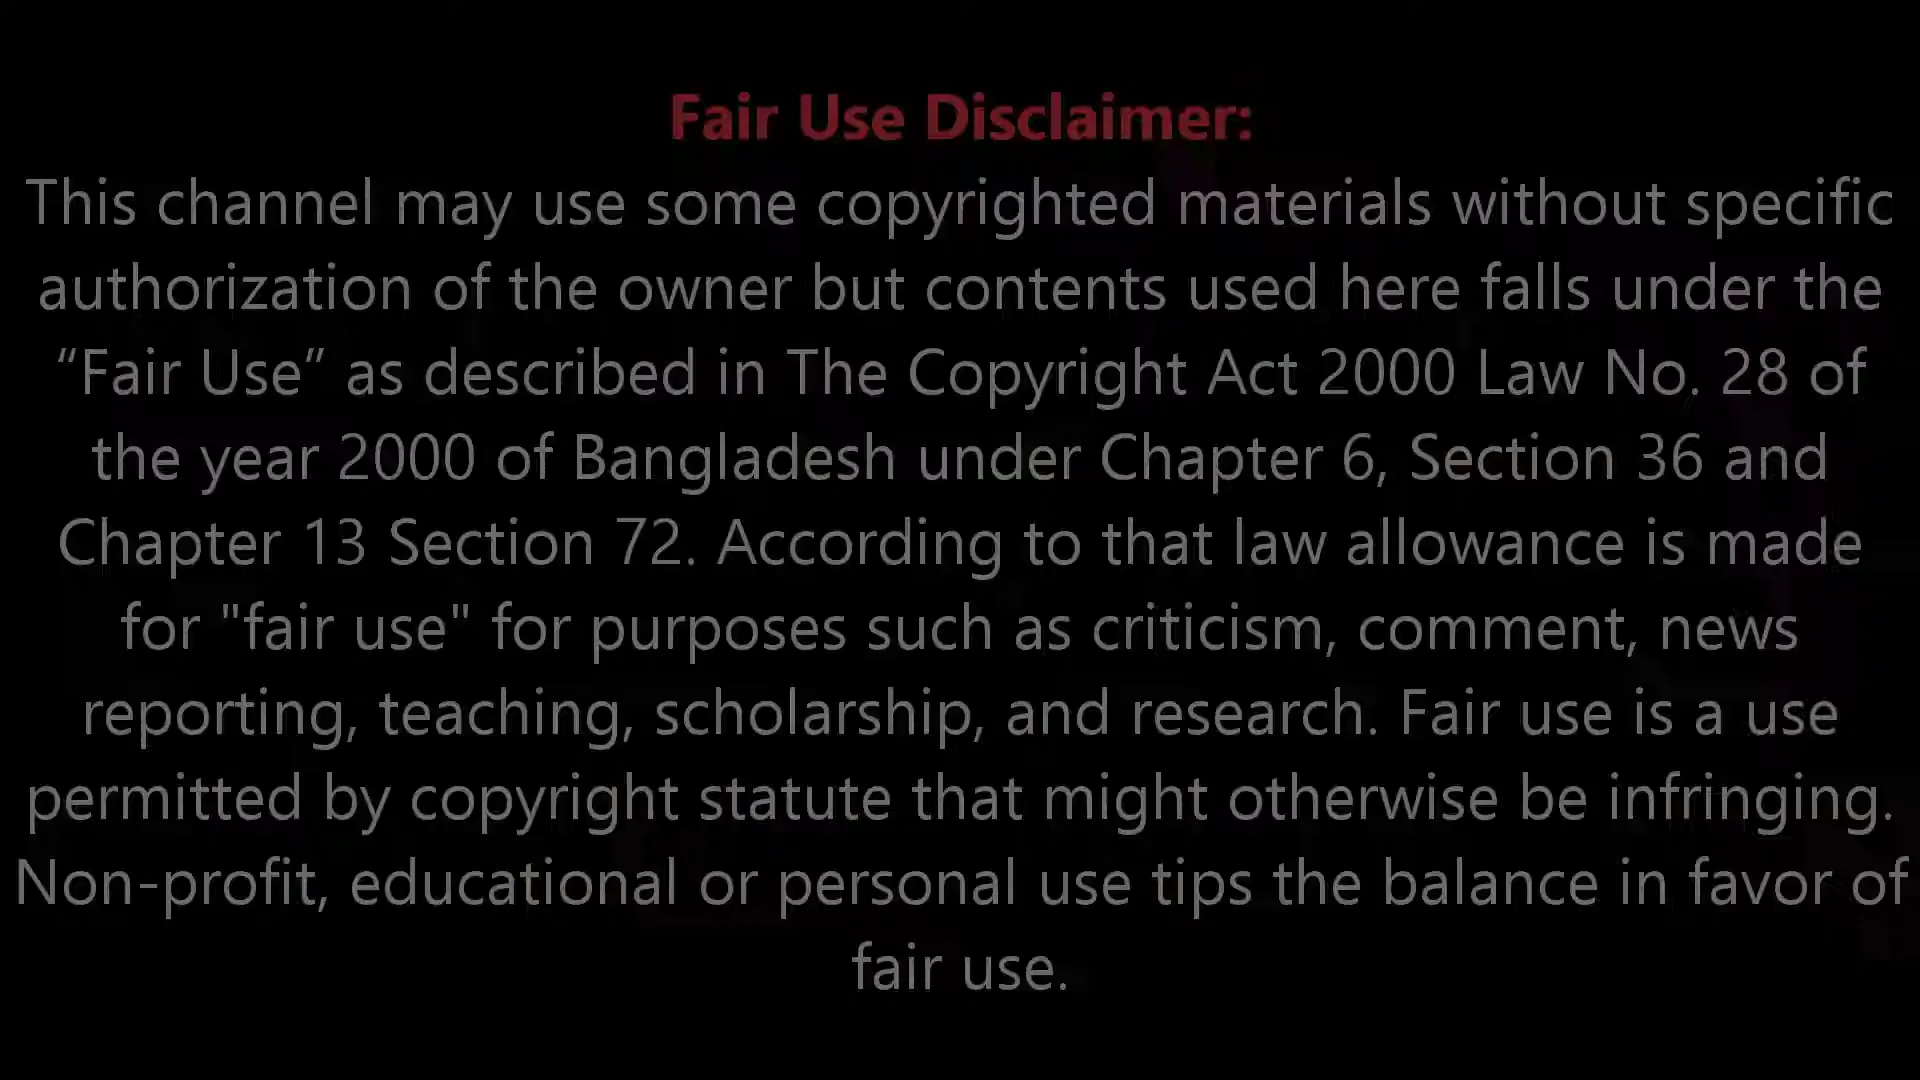 Fair Use Disclaimer:
This channel may use some copyrighted materials without specific
authorization of the owner but contents used here falls under the
“Fair Use” as described in The Copyright Act 2000 Law No. 28 of
the year 2000 of Bangladesh under Chapter 6, Section 36 and
Chapter 13 Section 72. According to that law allowance is made
for "fair use" for purposes such as criticism, comment, news
reporting, teaching, scholarship, and research. Fair use is a use
permitted by copyright statute that might otherwise be infringing.
Non-profit, educational or personal use tips the balance in favor of
fair use.